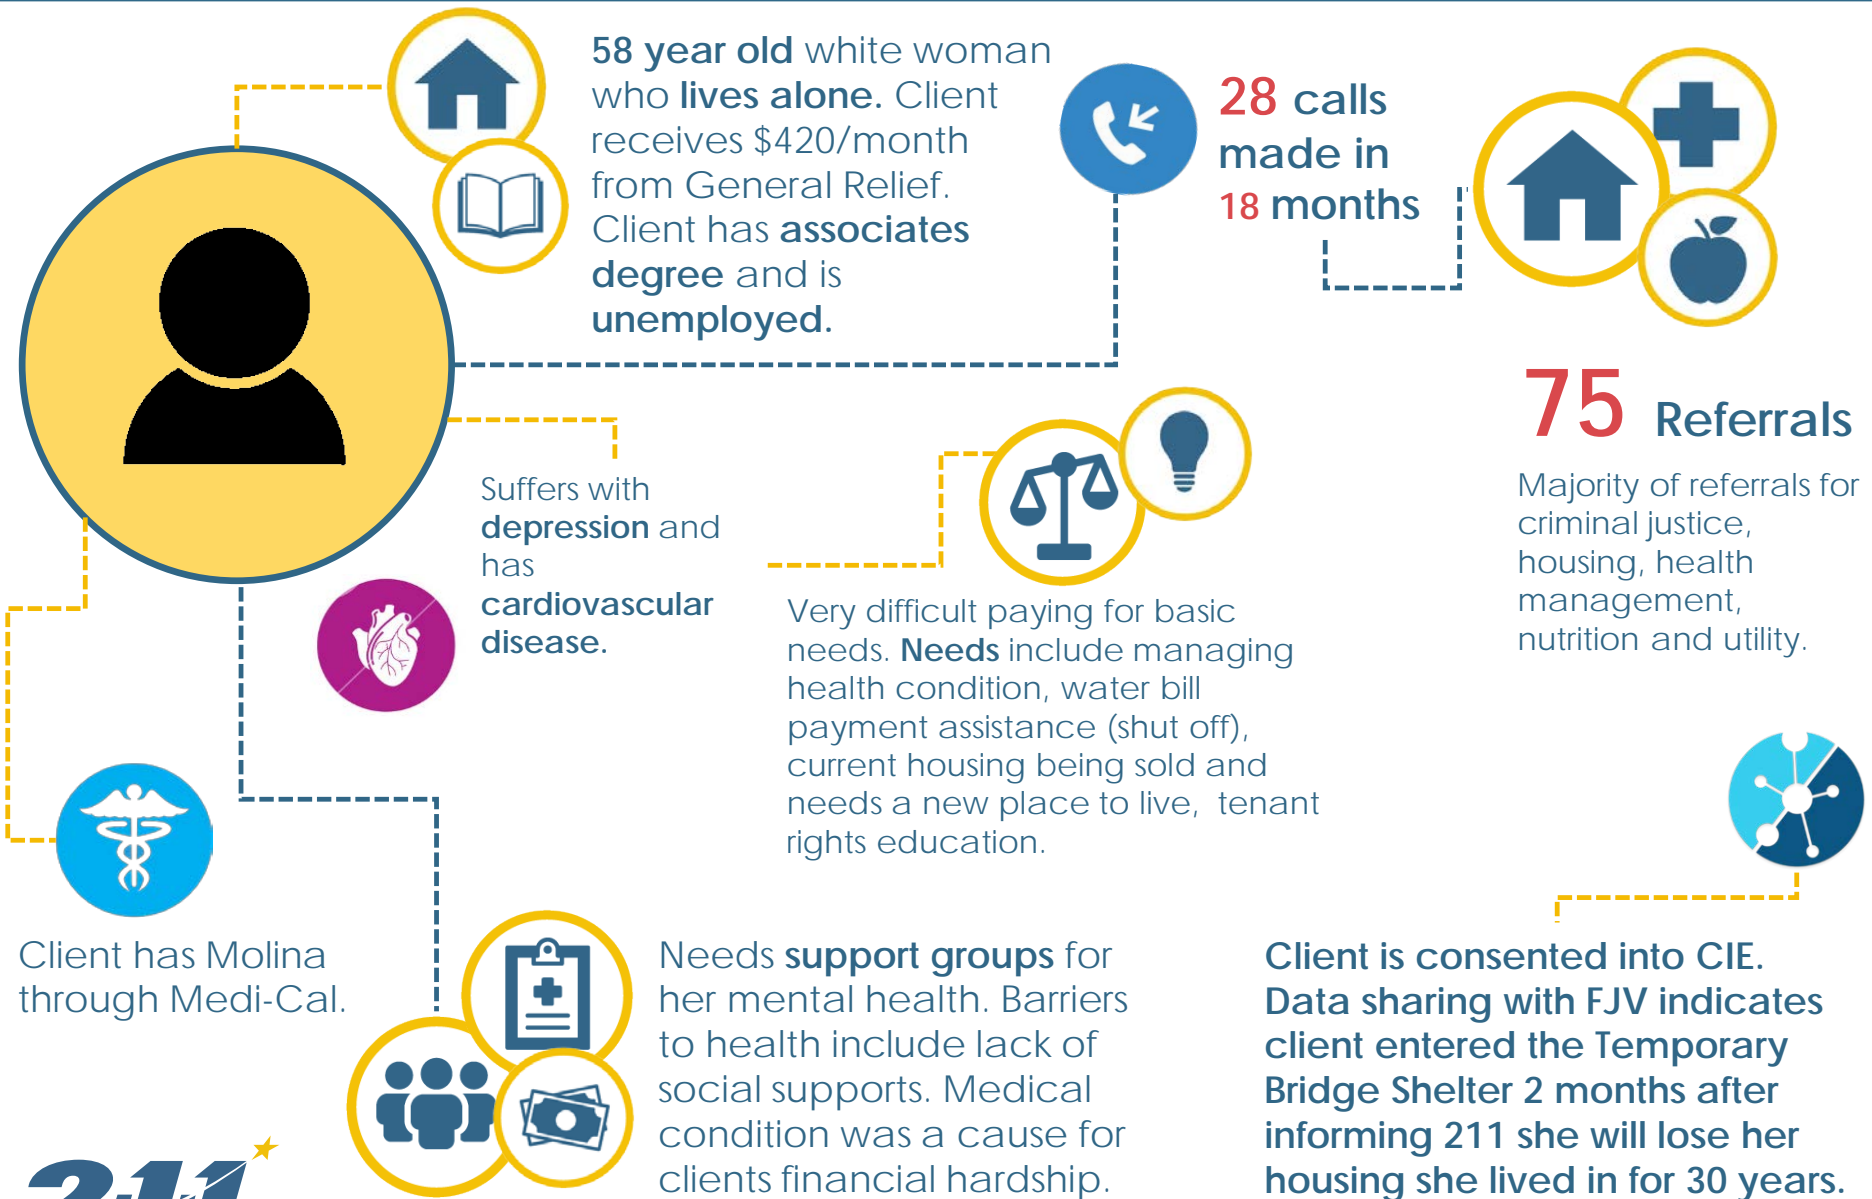 58 year old white woman
who lives alone. Client
receives $420/month
from General Relief.
Client has associates
degree and is
unemployed.
28 calls
made in
18 months
75 Referrals
Majority of referrals for
criminal justice,
housing, health
management,
nutrition and utility.
Suffers with
depression and
has
cardiovascular
disease.
Very difficult paying for basic
needs. Needs include managing
health condition, water bill
payment assistance (shut off),
current housing being sold and
needs a new place to live,  tenant
rights education.
Client has Molina
through Medi-Cal.
Needs support groups for
her mental health. Barriers
to health include lack of
social supports. Medical
condition was a cause for
clients financial hardship.
Client is consented into CIE.
Data sharing with FJV indicates
client entered the Temporary
Bridge Shelter 2 months after
informing 211 she will lose her
housing she lived in for 30 years.
211